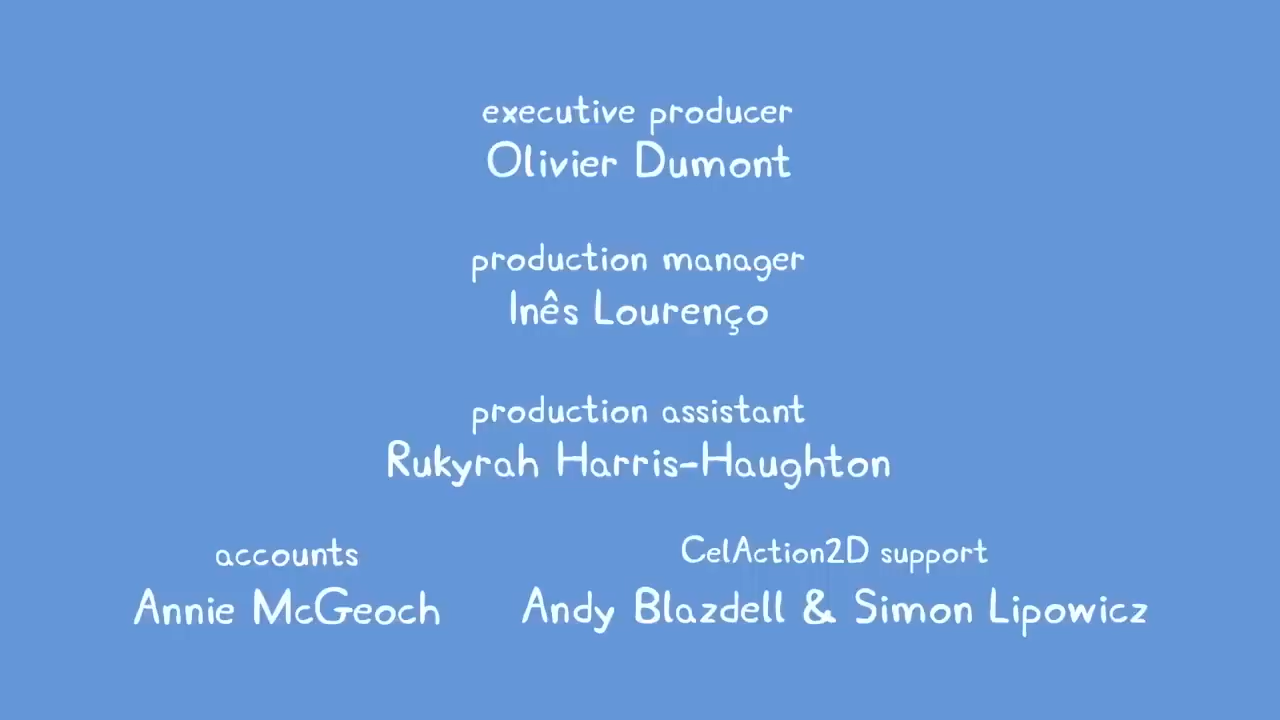 executive producer
Olivier Dumont
production manager
Inês Lourenço
production assistant
Rukyrah Harris-Haughton
accounts
Annie McGeoch
CelAction2D support
Andy Blazdell & Simon Lipowicz